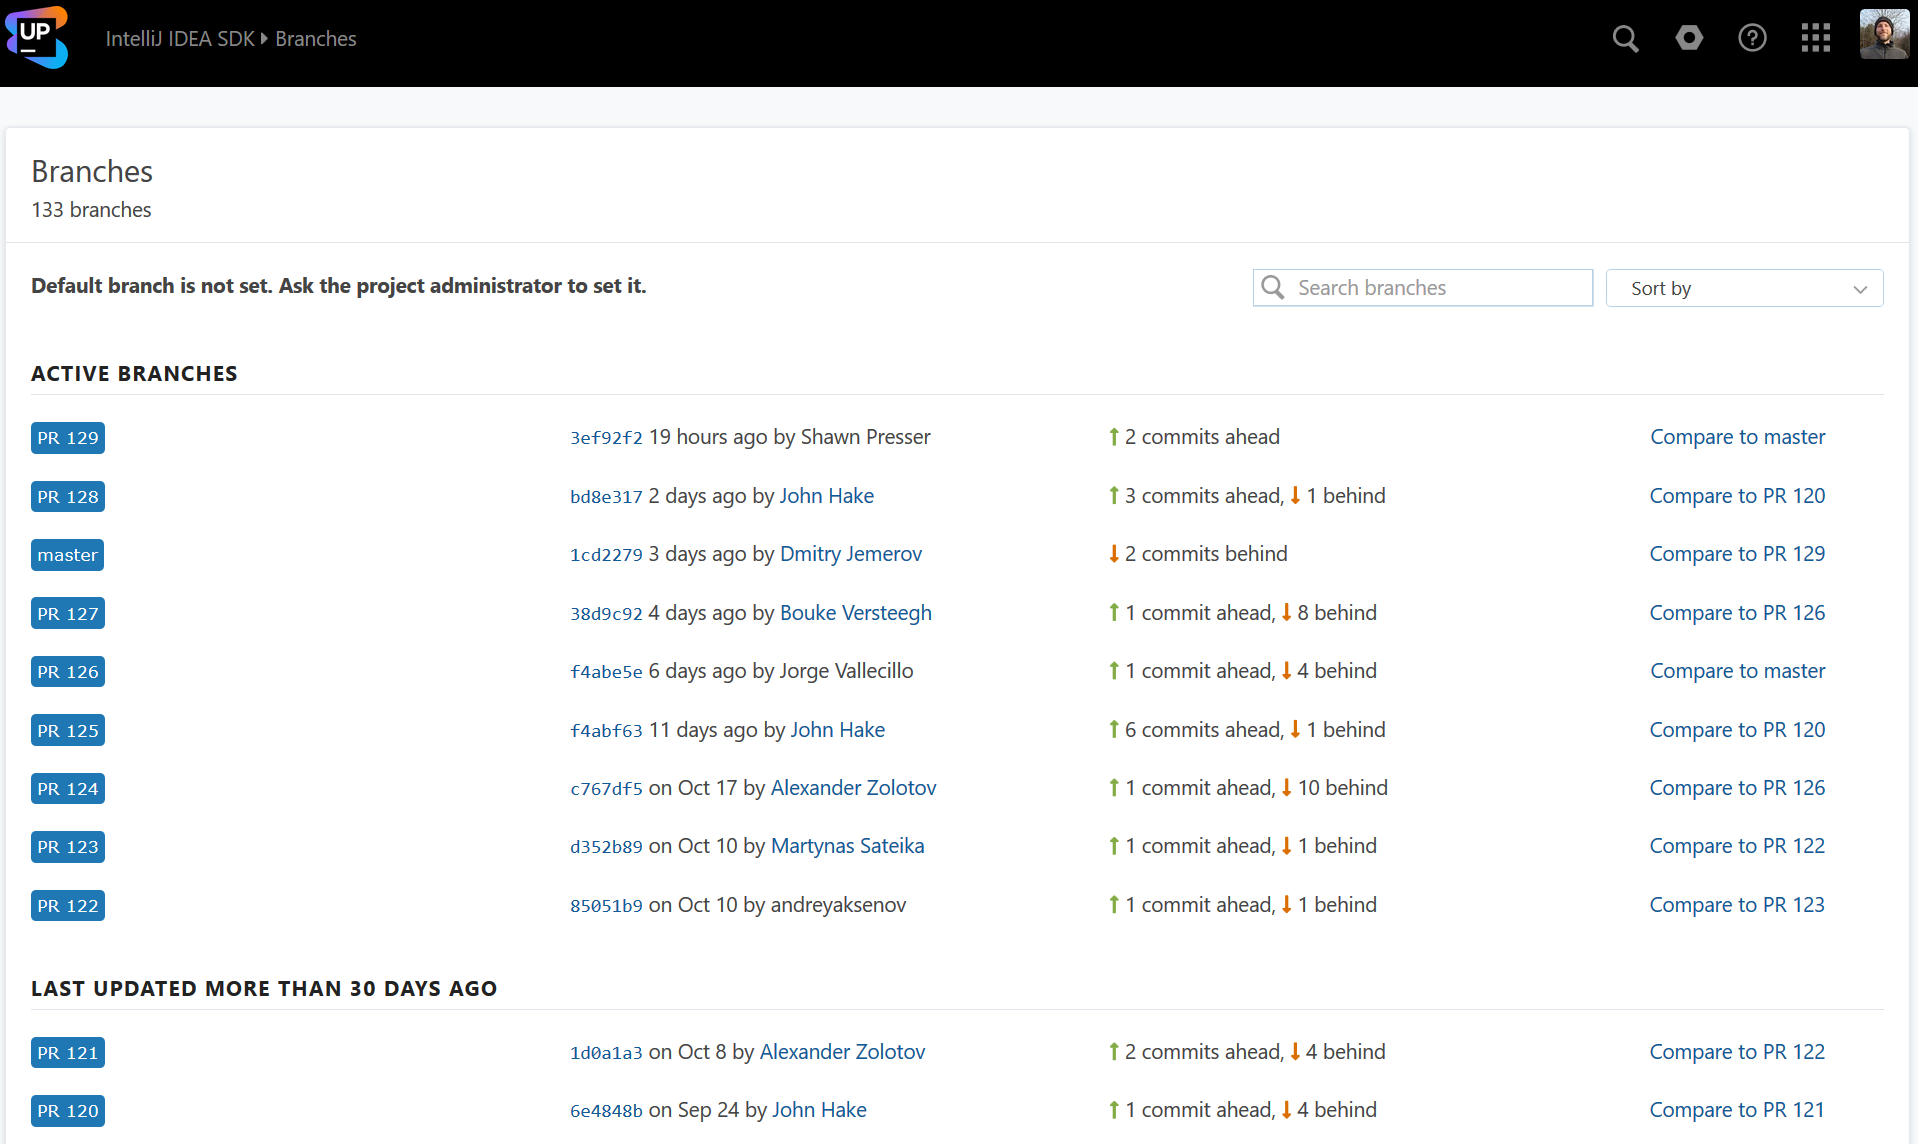 UP
IntelliJ IDEA SDK Branches
Branches
133 branches
Default branch is not set. Ask the project administrator to set it.
Search branches
Sort by
ACTIVE BRANCHES
PR 129 3ef92f2 19 hours ago by Shawn Presser 2 commits ahead Compare to master
PR 128 bd8e317 2 days ago by John Hake 3 commits ahead, 1 behind Compare to PR 120
master 1cd2279 3 days ago by Dmitry Jemerov 2 commits behind Compare to PR 129
PR 127 38d9c92 4 days ago by Bouke Versteegh 1 commit ahead, 8 behind Compare to PR 126
PR 126 f4abe5e 6 days ago by Jorge Vallecillo 1 commit ahead, 4 behind Compare to master
PR 125 f4abf63 11 days ago by John Hake 6 commits ahead, 1 behind Compare to PR 120
PR 124 c767df5 on Oct 17 by Alexander Zolotov 1 commit ahead, 10 behind Compare to PR 126
PR 123 d352b89 on Oct 10 by Martynas Sateika 1 commit ahead, 1 behind Compare to PR 122
PR 122 85051b9 on Oct 10 by andreyaksenov 1 commit ahead, 1 behind Compare to PR 123
LAST UPDATED MORE THAN 30 DAYS AGO
PR 121 1d0a1a3 on Oct 8 by Alexander Zolotov 2 commits ahead, 4 behind Compare to PR 122
PR 120 6e4848b on Sep 24 by John Hake 1 commit ahead, 4 behind Compare to PR 121